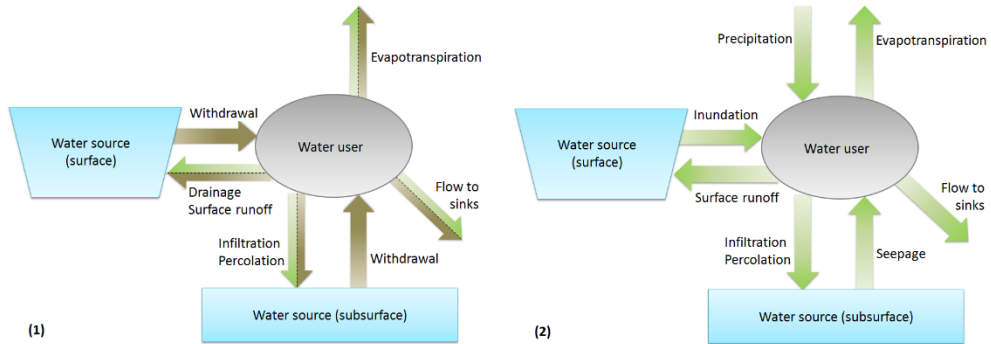 Evapotranspiration
Withdrawal
Water source
(surface)
Water user
Drainage
Surface runoff
Flow to
sinks
Infiltration
Percolation
Withdrawal
Water source (subsurface)
(1)
Precipitation
Evapotranspiration
Inundation
Water source
(surface)
Water user
Surface runoff
Flow to
sinks
Infiltration
Percolation
Seepage
Water source (subsurface)
(2)